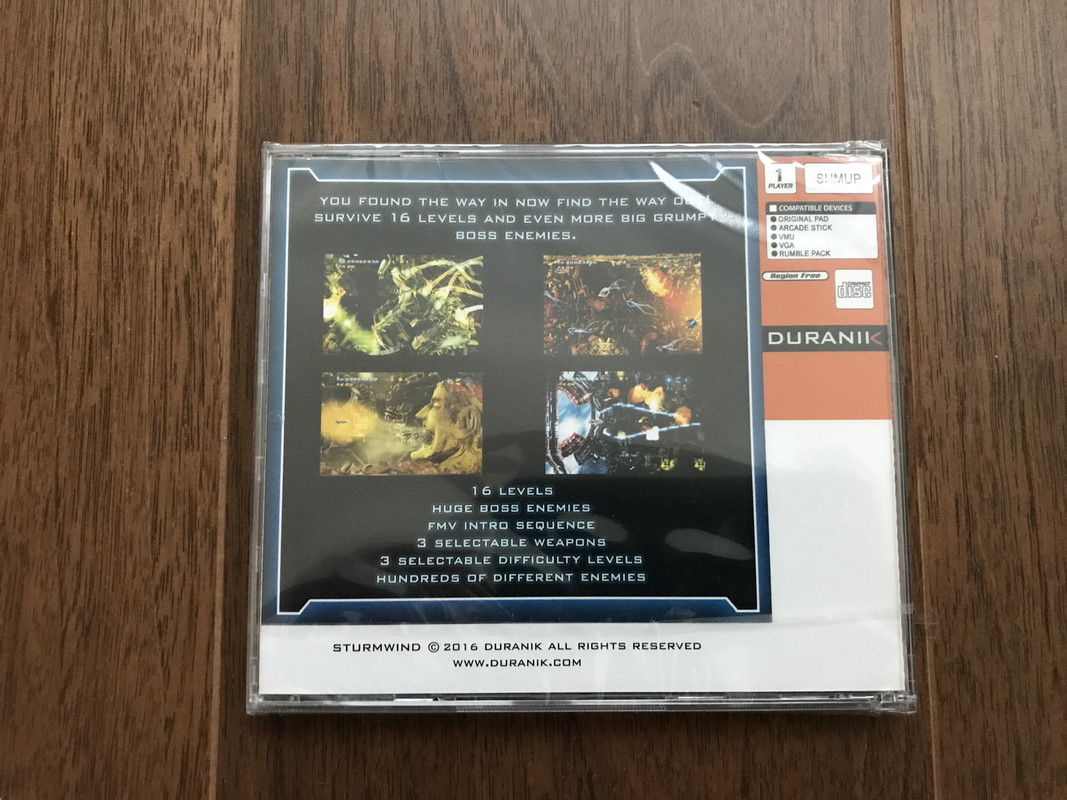 YOU FOUND THE WAY IN NOW FIND THE WAY
SURVIVE 16 LEVELS AND EVEN MORE BIG GRUMPY
BOSS ENEMIES.
16 LEVELS
HUGE BOSS ENEMIES
FMV INTRO SEQUENCE
3 SELECTABLE WEAPONS
3 SELECTABLE DIFFICULTY LEVELS
HUNDREDS OF DIFFERENT ENEMIES
STURMWIND © 2016 DURANIK ALL RIGHTS RESERVED
WWW.DURANIK.COM
1
PLAYER
SHMUP
COMPATIBLE DEVICES
ORIGINAL PAD
ARCADE STICK
VMU
VGA
RUMBLE PACK
Region Free
COMPACT
disc
DURANIK